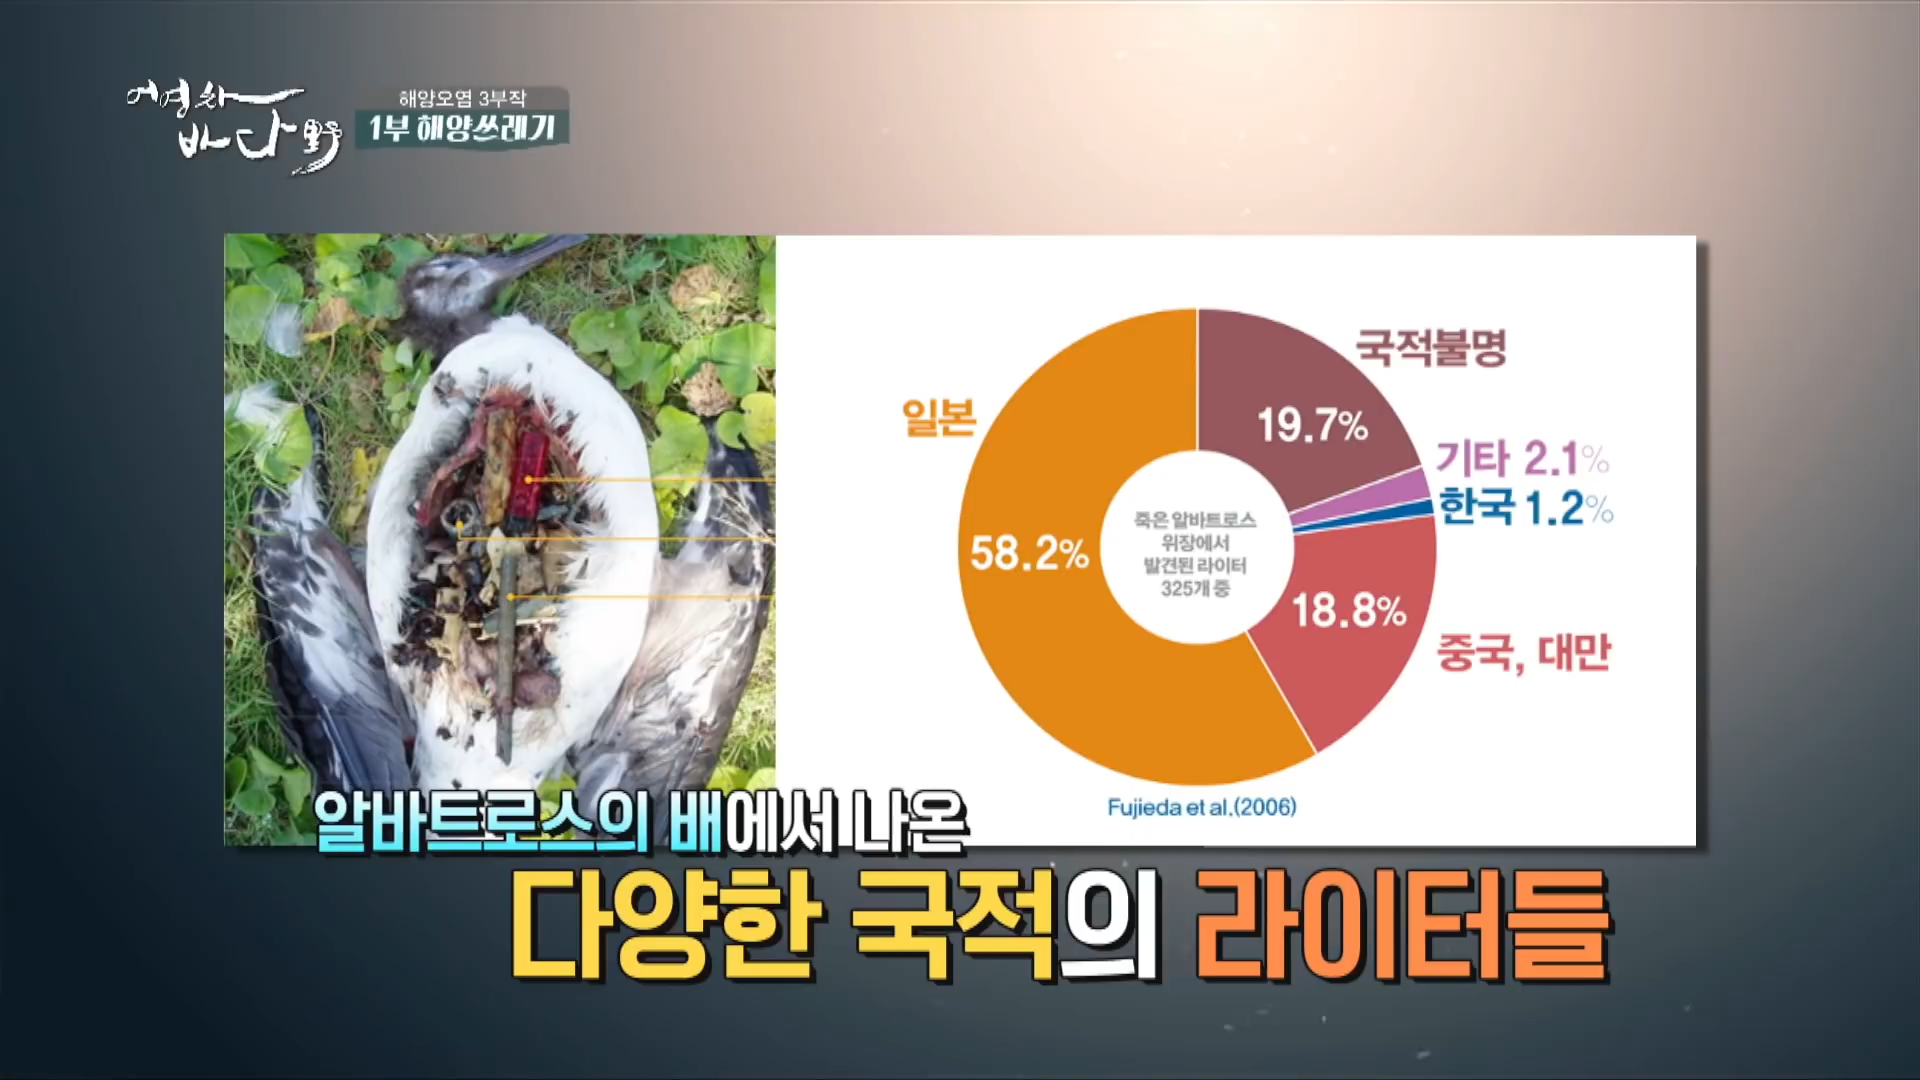 어영차
바다野
해양오염 3부작
1부 해양쓰레기
국적불명
19.7%
일본
기타 2.1%
한국 1.2%
58.2%
죽은 알바트로스
위장에서
발견된 라이터
325개 중
18.8%
중국, 대만
Fujieda et al.(2006)
알바트로스의 배에서 나온
다양한 국적의 라이터들